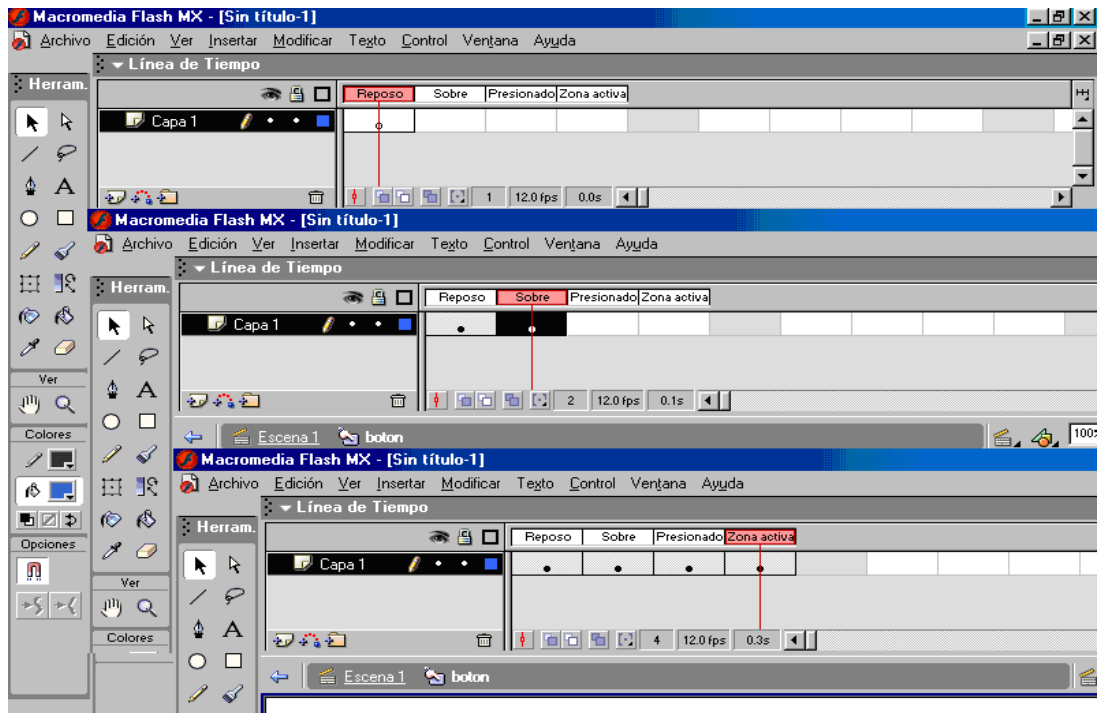 Macromedia Flash MX - [Sin título-1]
Archivo Edición Ver Insertar Modificar Texto Control Ventana Ayuda
Línea de Tiempo
Herram.
Reposo Sobre Presionado Zona activa
Capa 1
1 12.0 fps 0.0s
Ver
Colores
Opciones
Macromedia Flash MX - [Sin título-1]
Archivo Edición Ver Insertar Modificar Texto Control Ventana Ayuda
Línea de Tiempo
Herram.
Reposo Sobre Presionado Zona activa
Capa 1
2 12.0 fps 0.1s
Escena 1 boton
100%
Ver
Colores
Macromedia Flash MX - [Sin título-1]
Archivo Edición Ver Insertar Modificar Texto Control Ventana Ayuda
Línea de Tiempo
Herram.
Reposo Sobre Presionado Zona activa
Capa 1
4 12.0 fps 0.3s
Escena 1 boton